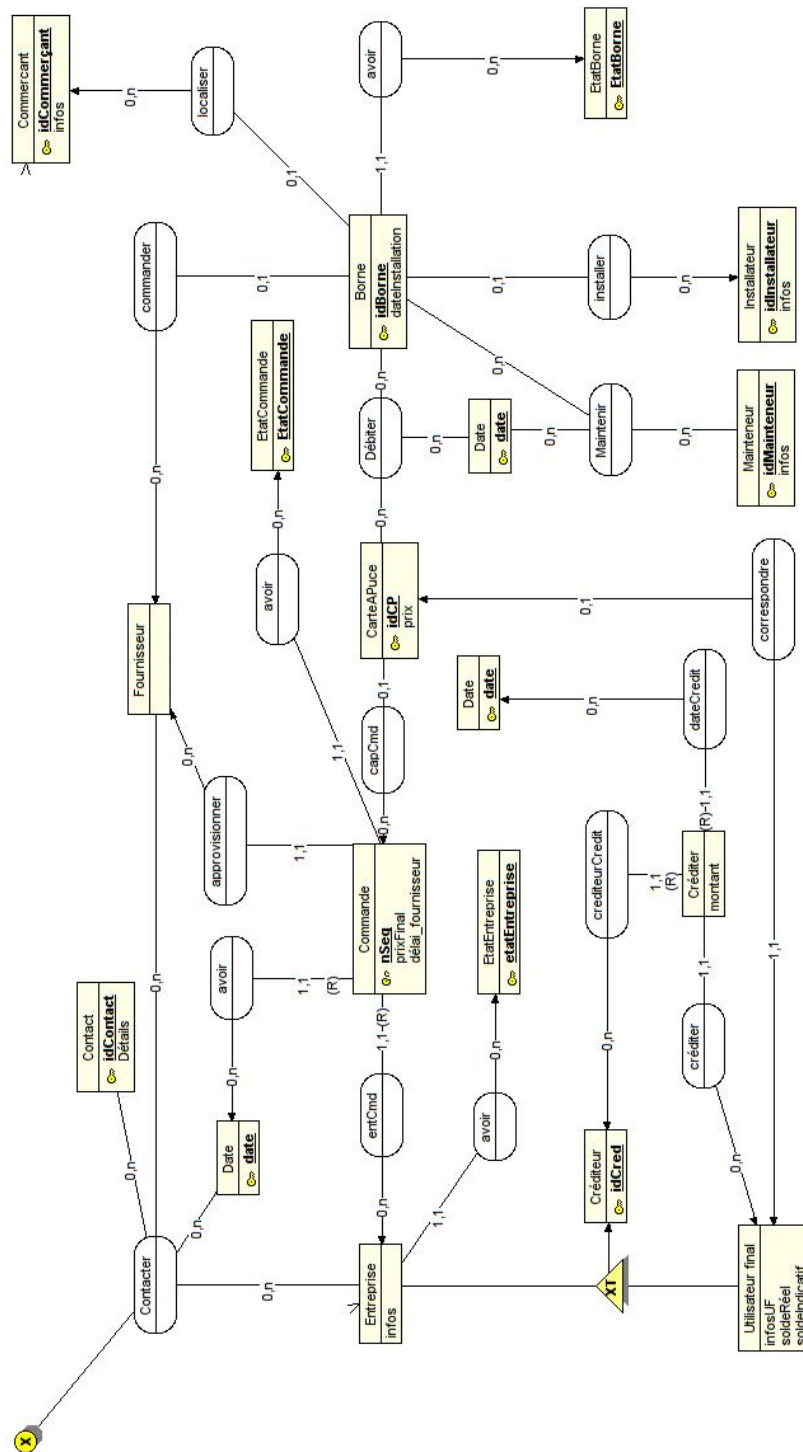 Commerçant
idCommerçant
infos
0,n
localiser
0,1
avoir
1,1
0,n
EtatBorne
EtatBorne
commander
0,1
0,n
Borne
idBorne
dateInstallation
0,1
installer
0,n
Installateur
idInstallateur
infos
0,n
Maintenir
0,n
Mainteneur
idMainteneur
infos
0,n
Débiter
0,n
Date
date
0,n
0,n
EtatCommande
EtatCommande
0,n
avoir
1,1
CarteAPuce
idCP
prix
0,1
correspondre
1,1
0,1
capCmd
0,n
Fournisseur
0,n
approvisionner
1,1
0,n
Date
date
0,n
dateCredit
(R)-1,1
Commande
nSeq
prixFinal
délai_fournisseur
1,1
(R)
avoir
0,n
Date
date
0,n
Contact
idContact
Détails
0,n
Contacter
X
0,n
1,1-(R)
entCmd
0,n
Entreprise
infos
1,1
avoir
0,n
EtatEntreprise
etatEntreprise
Créditer
montant
1,1
(R)
crediteurCredit
0,n
Créditeur
idCred
1,1
créditer
0,n
XT
Utilisateur final
infosUF
soldeRéel
soldeIndicatif